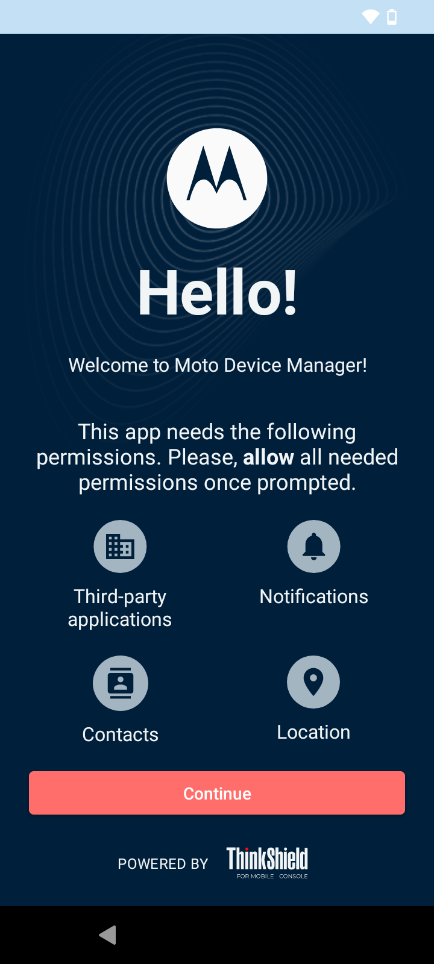 Hello!
Welcome to Moto Device Manager!
This app needs the following
permissions. Please, allow all needed
permissions once prompted.
Third-party
applications
Notifications
Contacts
Location
Continue
POWERED BY ThinkShield
FOR MOBILE CONSOLE